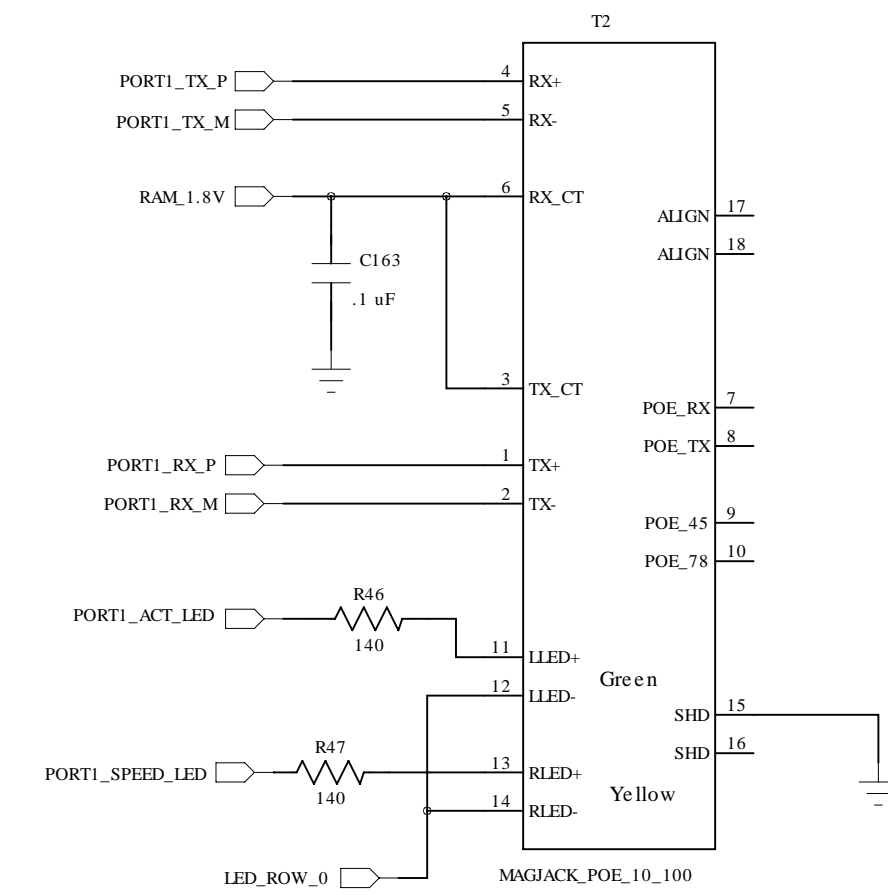 T2
PORT1_TX_P 4 RX+
PORT1_TX_M 5 RX-
RAM_1.8V 6 RX_CT
ALIGN 17
ALIGN 18
C163
.1 uF
3 TX_CT
POE_RX 7
POE_TX 8
PORT1_RX_P 1 TX+
PORT1_RX_M 2 TX-
POE_45 9
POE_78 10
R46
PORT1_ACT_LED
140
11 LLED+
Green
12 LLED-
SHD 15
R47
SHD 16
PORT1_SPEED_LED 13 RLED+
140
Yellow
14 RLED-
LED_ROW_0
MAGJACK_POE_10_100